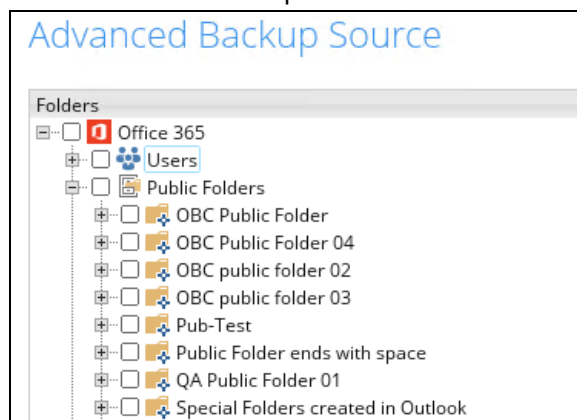 Advanced Backup Source
Folders
Office 365
Users
Public Folders
OBC Public Folder
OBC Public Folder 04
OBC public folder 02
OBC public folder 03
Pub-Test
Public Folder ends with space
QA Public Folder 01
Special Folders created in Outlook